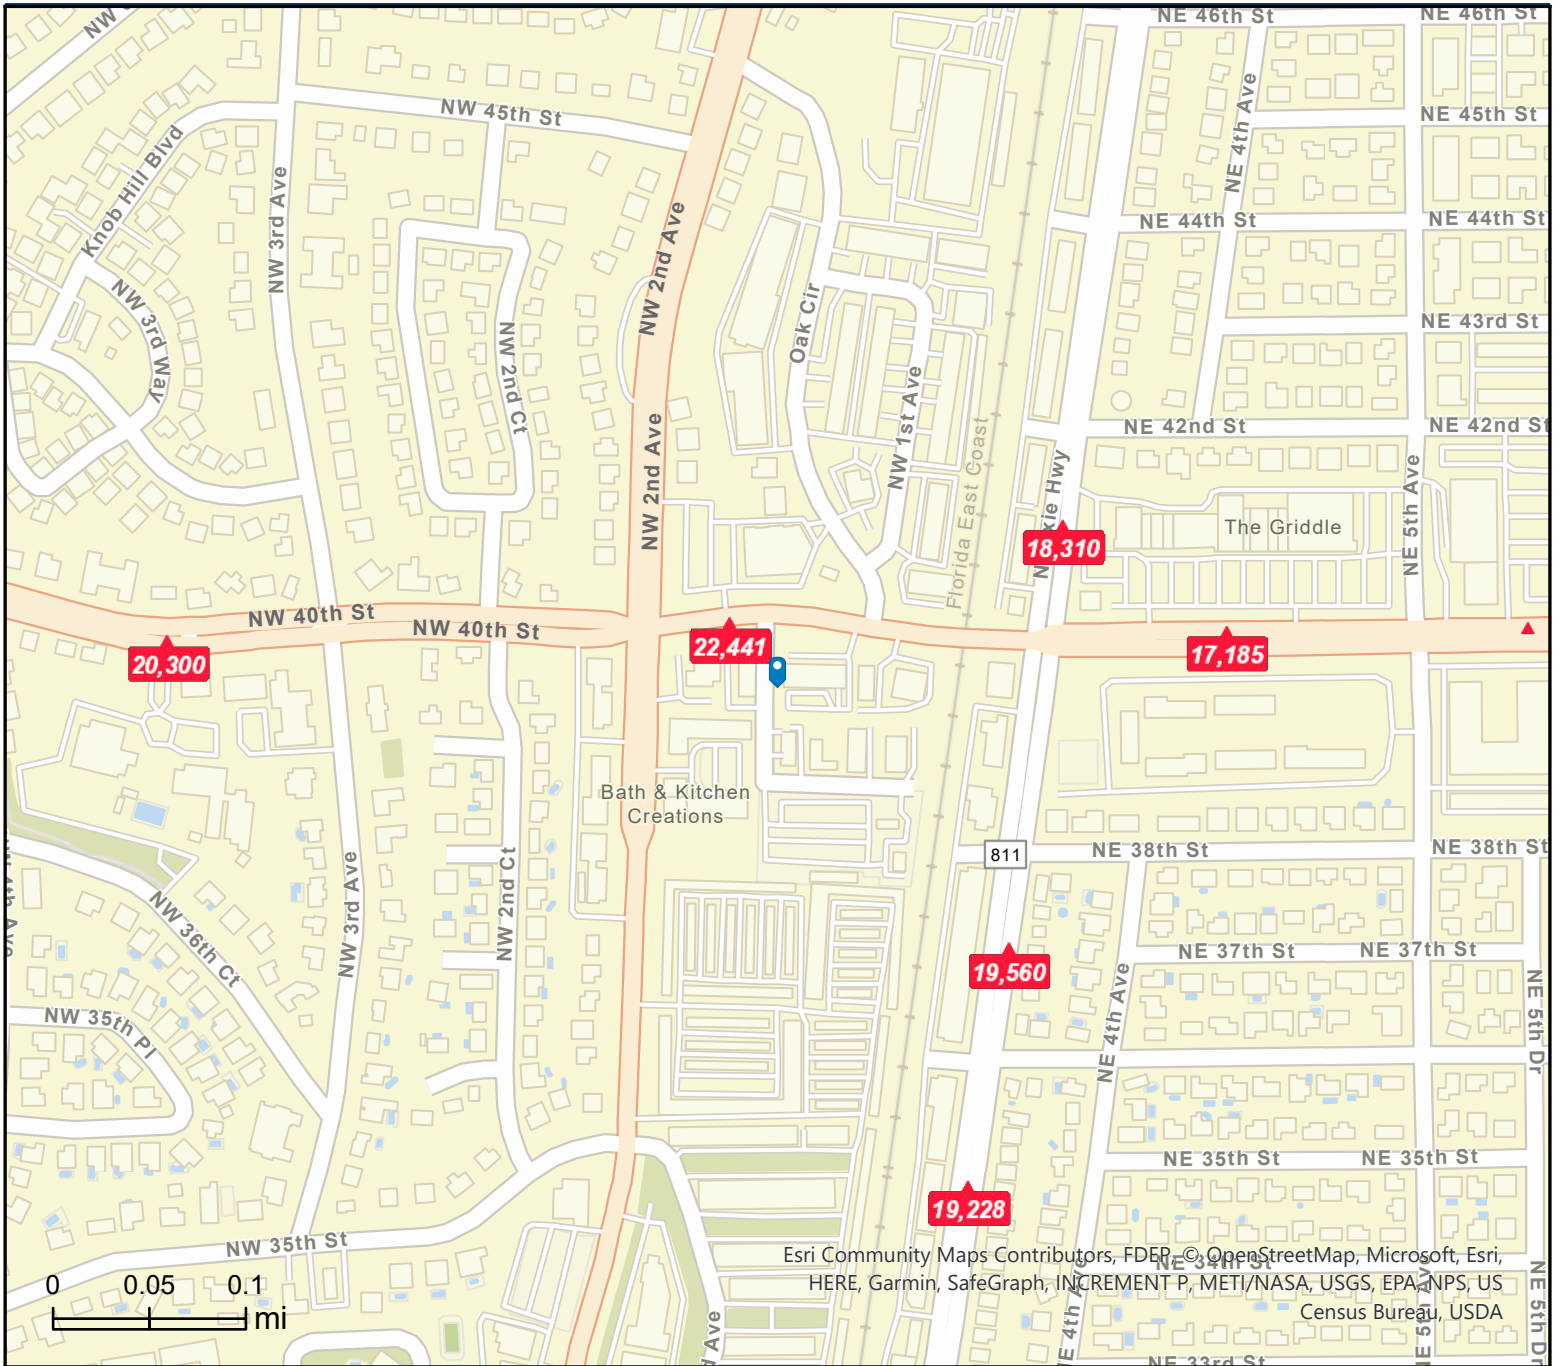 NE 46th St
NE 46th St
NW 45th St
NE 45th St
NE 4th Ave
Knob Hill Blvd
NW 3rd Ave
NE 44th St
NE 44th St
NW 2nd Ave
NW 3rd Way
Oak Cir
NE 43rd St
NW 2nd Ct
NW 1st Ave
NE 42nd St
NE 42nd St
NW 2nd Ave
Florida East Coast
The Griddle
NE 5th Ave
18,310
NW 40th St
NW 40th St
20,300
22,441
17,185
Bath & Kitchen
Creations
811
NE 38th St
NE 38th St
NW 3rd Ave
NW 2nd Ct
NW 36th Ct
NE 37th St
NE 37th St
19,560
NE 4th Ave
NE 5th Dr
NW 35th Pl
NE 35th St
NE 35th St
19,228
NW 35th St
NE 34th St
Esri Community Maps Contributors, FDEP, © OpenStreetMap, Microsoft, Esri,
HERE, Garmin, SafeGraph, INCREMENT P, METI/NASA, USGS, EPA, NPS, US
Census Bureau, USDA
0 0.05 0.1
mi
NE 5th Dr
NE 33rd St